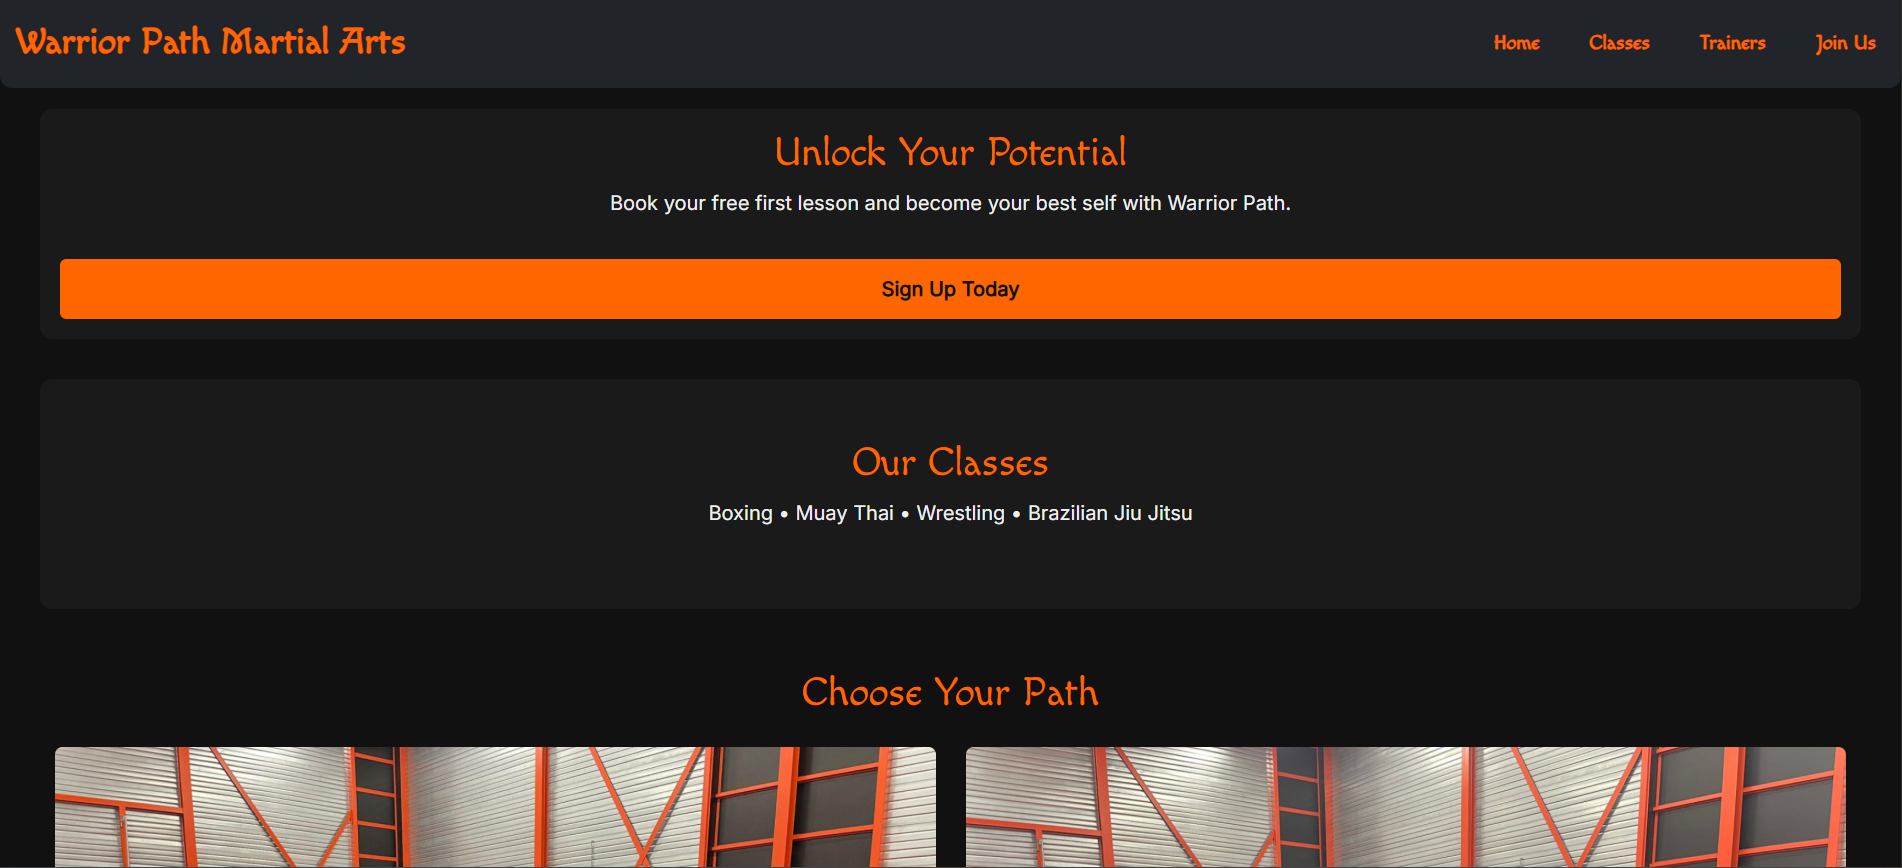 Warrior Path Martial Arts
Home Classes Trainers Join Us
Unlock Your Potential
Book your free first lesson and become your best self with Warrior Path.
Sign Up Today
Our Classes
Boxing • Muay Thai • Wrestling • Brazilian Jiu Jitsu
Choose Your Path